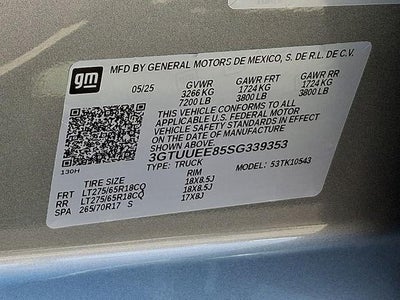 gm
MFD BY GENERAL MOTORS DE MEXICO, S. DE R.L. DE C.V.
05/25 GVWR GAWR FRT GAWR RR
3266 KG 1724 KG 1724 KG
7200 LB 3800 LB 3800 LB
THIS VEHICLE CONFORMS TO ALL
APPLICABLE U.S. FEDERAL MOTOR
VEHICLE SAFETY STANDARDS IN EFFECT
ON THE DATE OF MANUFACTURE SHOWN ABOVE.
3GTUUEE85SG339353
130H TYPE: TRUCK MODEL: 53TK10543
TIRE SIZE RIM
FRT LT275/65R18CQ 18X8.5J
RR LT275/65R18CQ 18X8.5J
SPA 265/70R17 S 17X8J